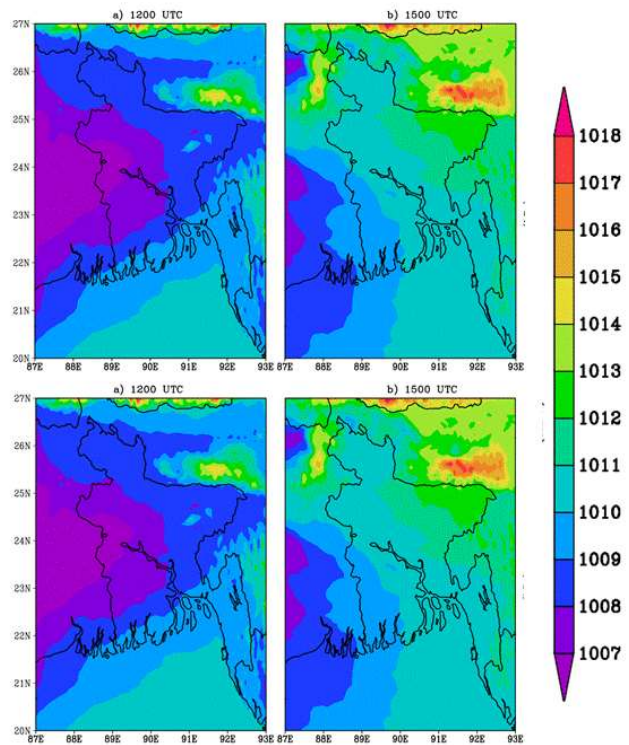 a) 1200 UTC
b) 1500 UTC
27N
26N
25N
24N
23N
22N
21N
20N
87E 88E 89E 90E 91E 92E 93E
87E 88E 89E 90E 91E 92E 93E
a) 1200 UTC
b) 1500 UTC
27N
26N
25N
24N
23N
22N
21N
20N
87E 88E 89E 90E 91E 92E 93E
87E 88E 89E 90E 91E 92E 93E
1018
1017
1016
1015
1014
1013
1012
1011
1010
1009
1008
1007